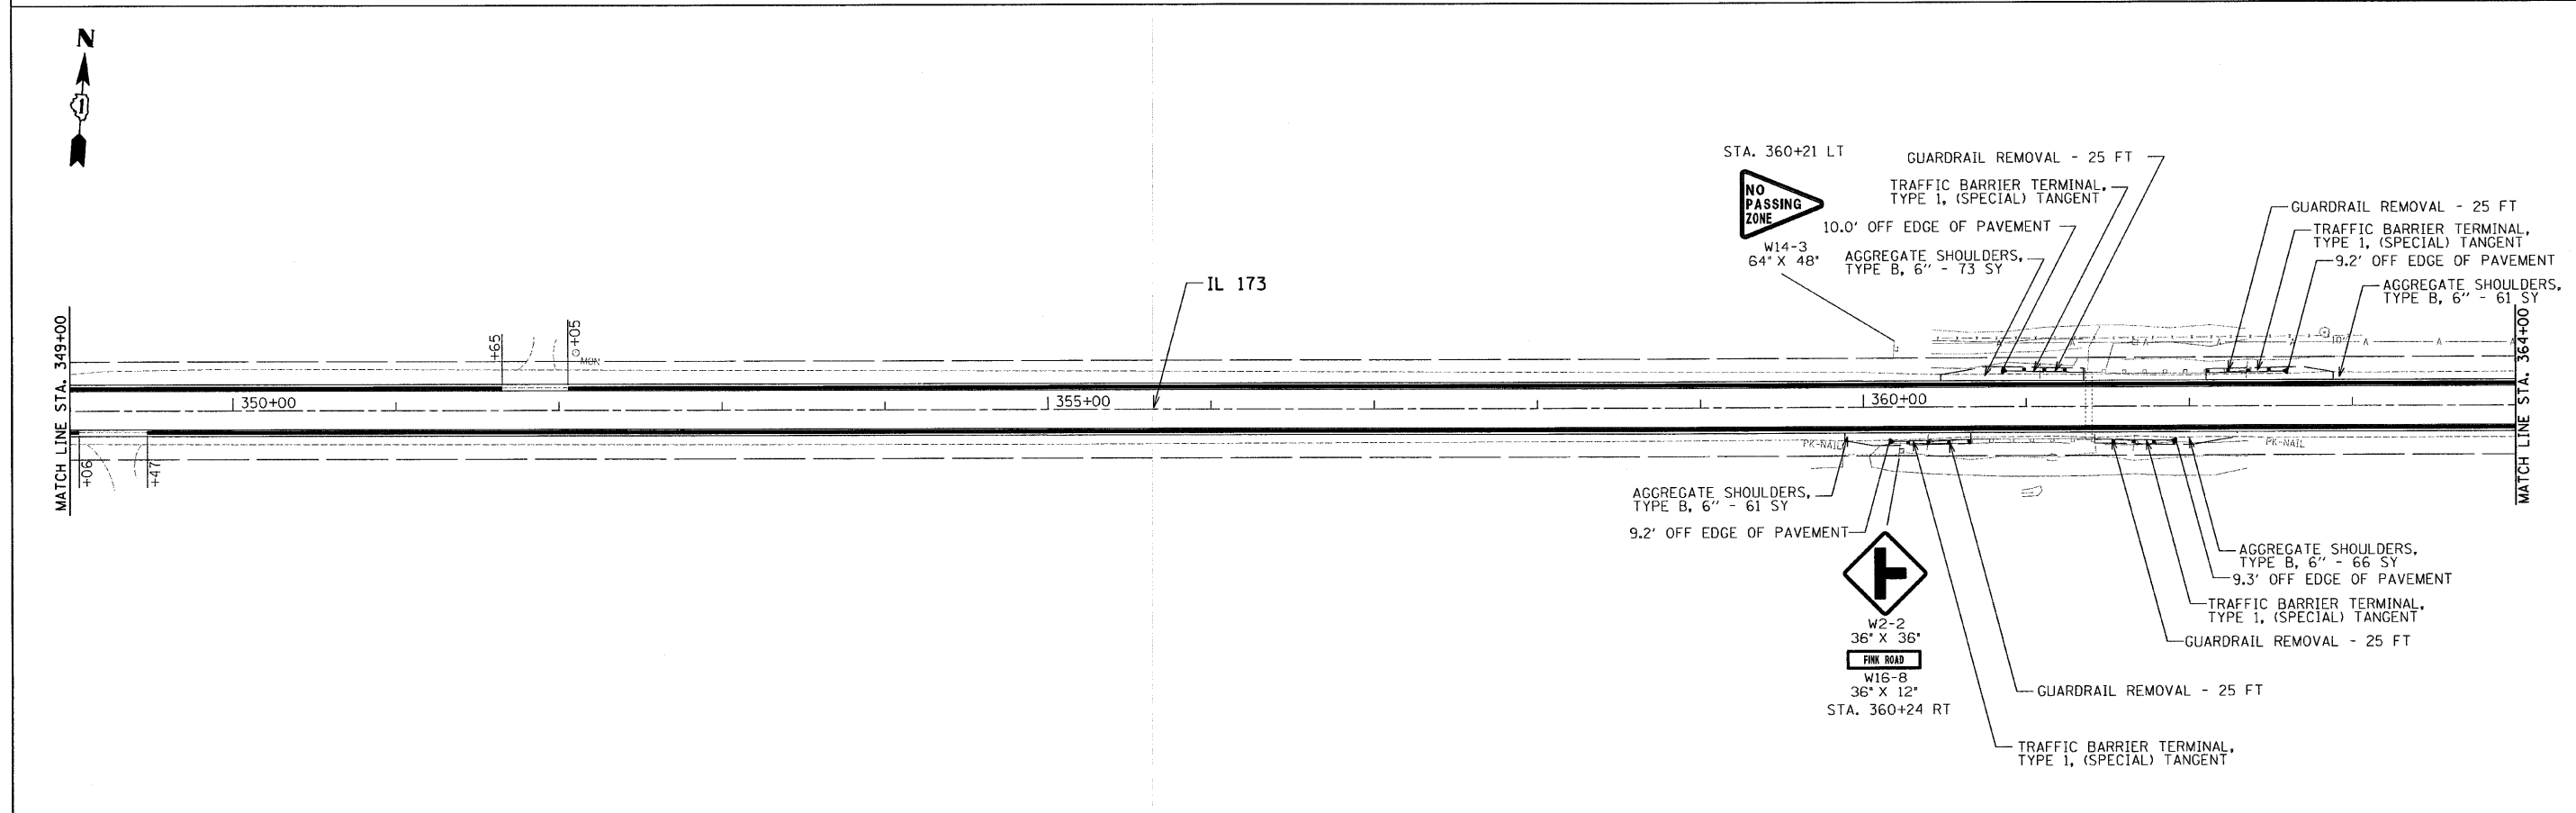 N
1
STA. 360+21 LT
NO
PASSING
ZONE
W14-3
64" X 48"
GUARDRAIL REMOVAL - 25 FT
TRAFFIC BARRIER TERMINAL,
TYPE 1, (SPECIAL) TANGENT
10.0' OFF EDGE OF PAVEMENT
AGGREGATE SHOULDERS,
TYPE B, 6" - 73 SY
GUARDRAIL REMOVAL - 25 FT
TRAFFIC BARRIER TERMINAL,
TYPE 1, (SPECIAL) TANGENT
9.2' OFF EDGE OF PAVEMENT
AGGREGATE SHOULDERS,
TYPE B, 6" - 61 SY
IL 173
MATCH LINE STA. 349+00
+65
+05
MON
350+00
355+00
360+00
A A A A A A A
MATCH LINE STA. 364+00
+06
+47
PK-NAIL
PK-NAIL
AGGREGATE SHOULDERS,
TYPE B, 6" - 61 SY
9.2' OFF EDGE OF PAVEMENT
W2-2
36" X 36"
FINK ROAD
W16-8
36" X 12"
STA. 360+24 RT
AGGREGATE SHOULDERS,
TYPE B, 6" - 66 SY
9.3' OFF EDGE OF PAVEMENT
TRAFFIC BARRIER TERMINAL,
TYPE 1, (SPECIAL) TANGENT
GUARDRAIL REMOVAL - 25 FT
GUARDRAIL REMOVAL - 25 FT
TRAFFIC BARRIER TERMINAL,
TYPE 1, (SPECIAL) TANGENT